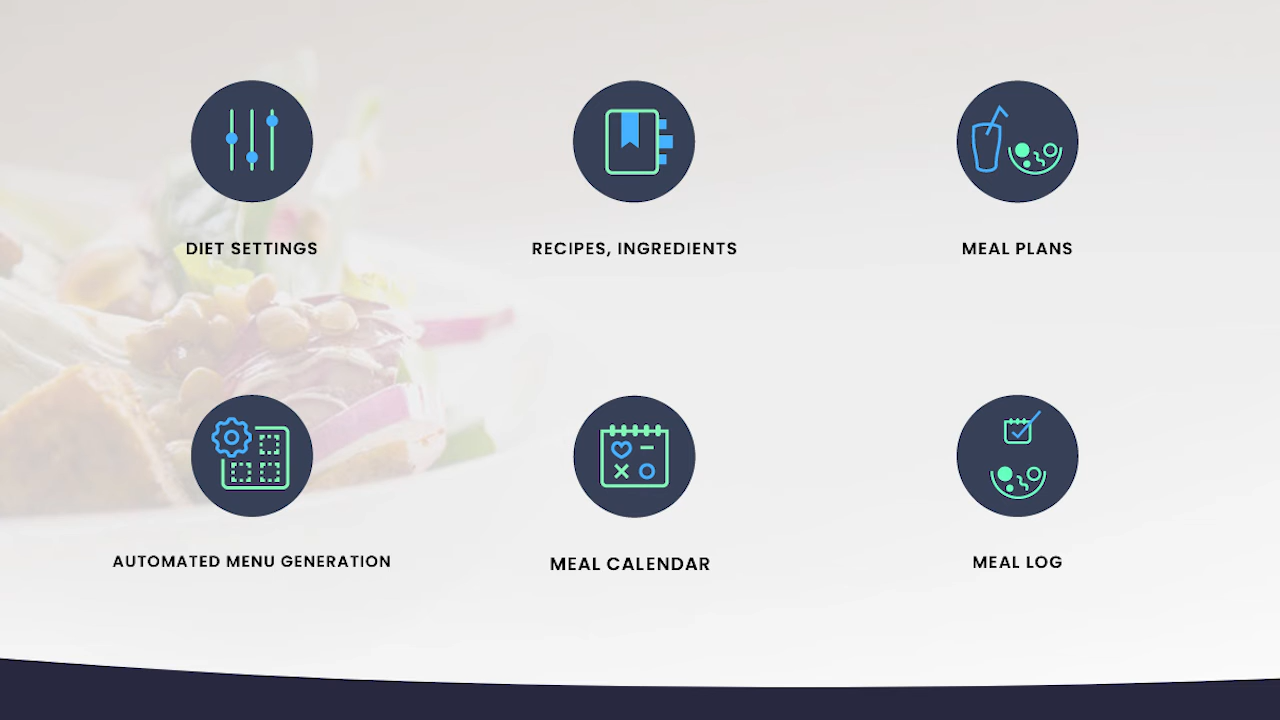 DIET SETTINGS
RECIPES, INGREDIENTS
MEAL PLANS
AUTOMATED MENU GENERATION
MEAL CALENDAR
MEAL LOG